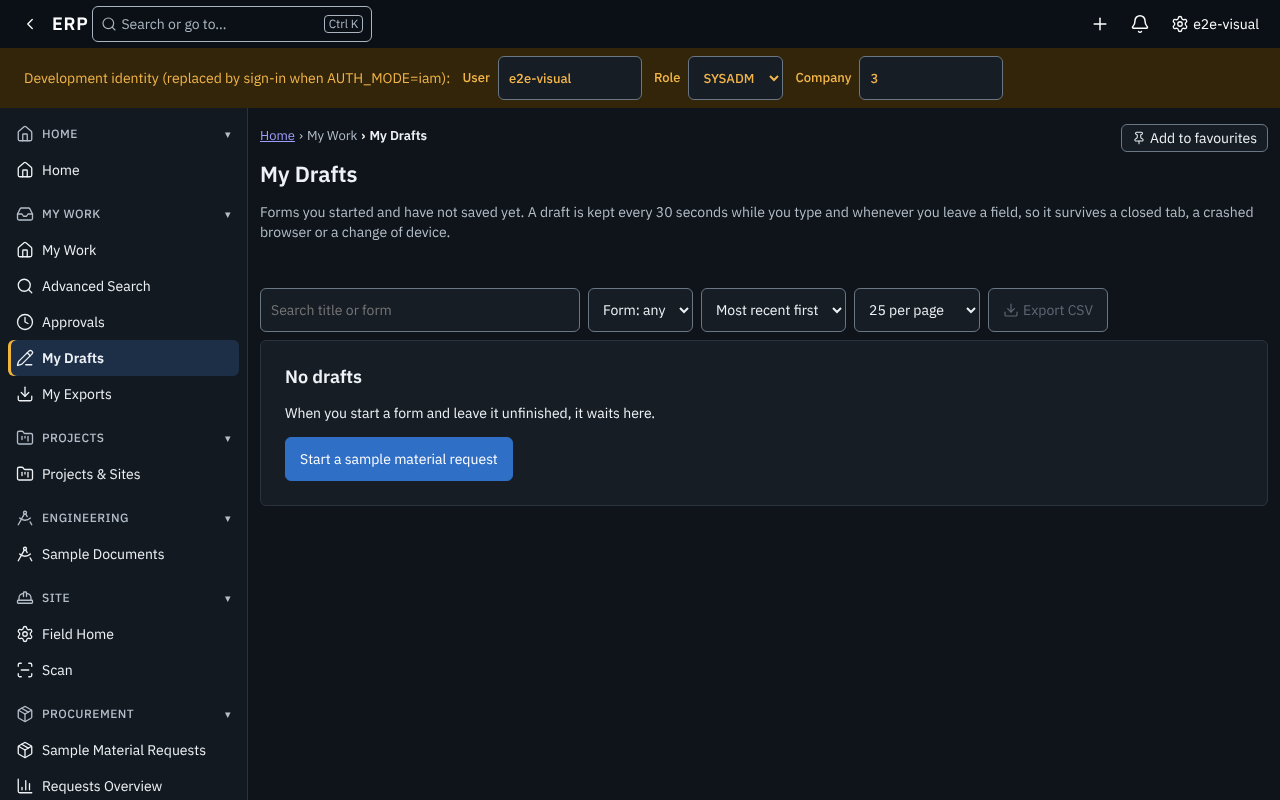 ERP
Search or go to...
Ctrl K
e2e-visual
Development identity (replaced by sign-in when AUTH_MODE=iam):
User
e2e-visual
Role
SYSADM
Company
3
HOME
Home
MY WORK
My Work
Advanced Search
Approvals
My Drafts
My Exports
PROJECTS
Projects & Sites
ENGINEERING
Sample Documents
SITE
Field Home
Scan
PROCUREMENT
Sample Material Requests
Requests Overview
Home › My Work › My Drafts
Add to favourites
My Drafts
Forms you started and have not saved yet. A draft is kept every 30 seconds while you type and whenever you leave a field, so it survives a closed tab, a crashed
browser or a change of device.
Search title or form
Form: any
Most recent first
25 per page
Export CSV
No drafts
When you start a form and leave it unfinished, it waits here.
Start a sample material request